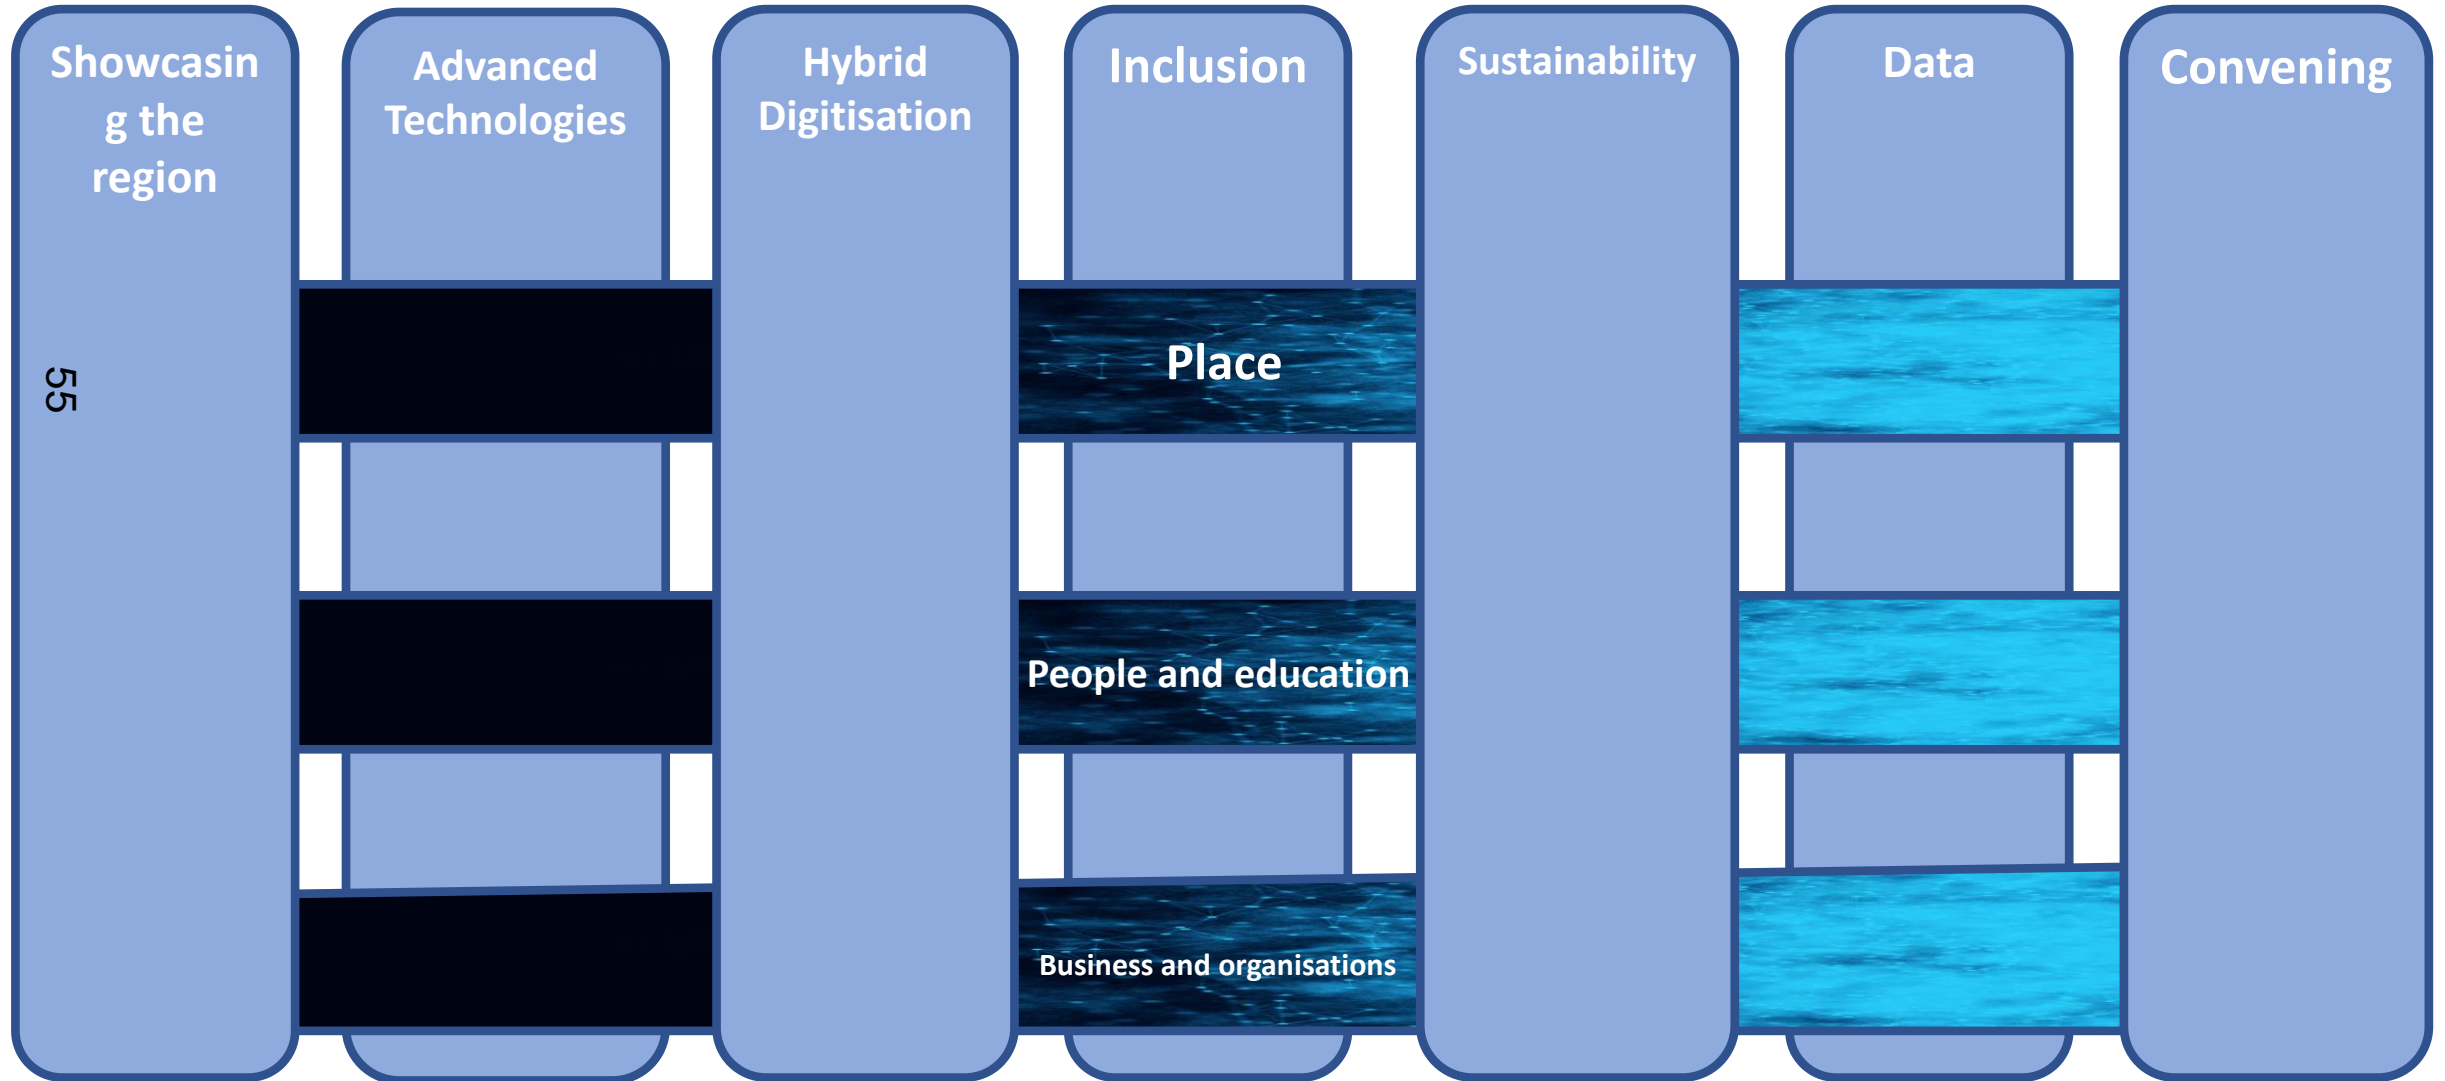 Showcasin
g the
region
Advanced
Technologies
Hybrid
Digitisation
Inclusion
Sustainability
Data
Convening
Place
55
People and education
Business and organisations